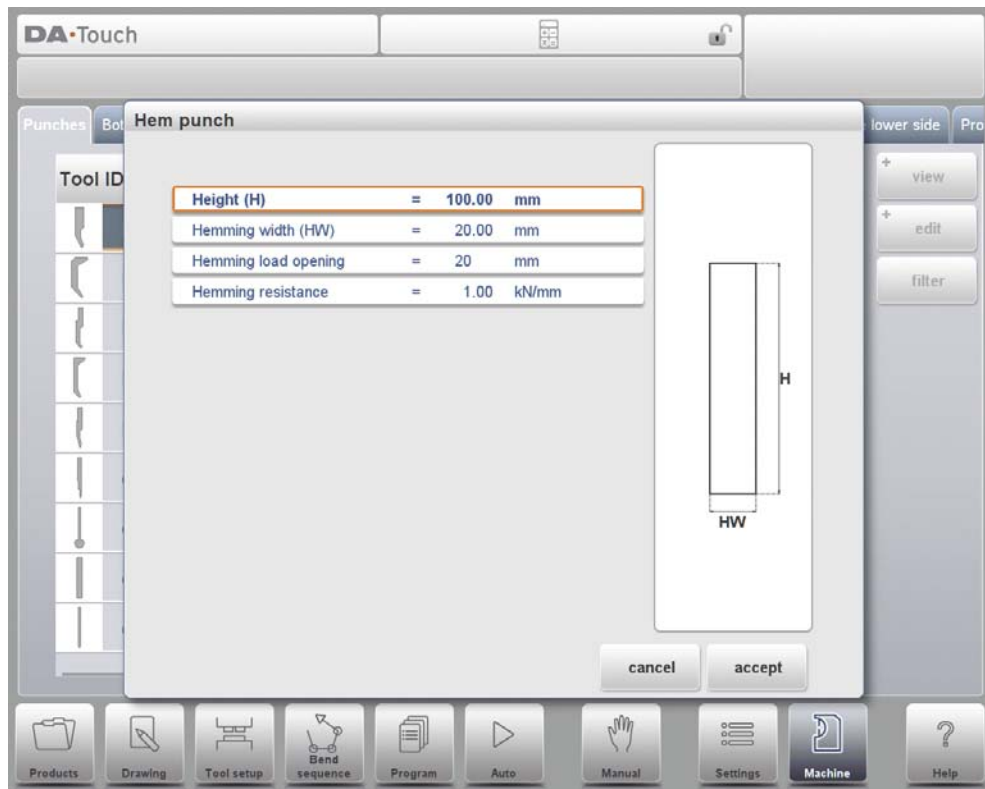 DA•Touch
Punches
Bot
Hem punch
lower side
Pro
Tool ID
view
edit
filter
Height (H) = 100.00 mm
Hemming width (HW) = 20.00 mm
Hemming load opening = 20 mm
Hemming resistance = 1.00 kN/mm
H
HW
cancel
accept
Products
Drawing
Tool setup
Bend
sequence
Program
Auto
Manual
Settings
Machine
Help